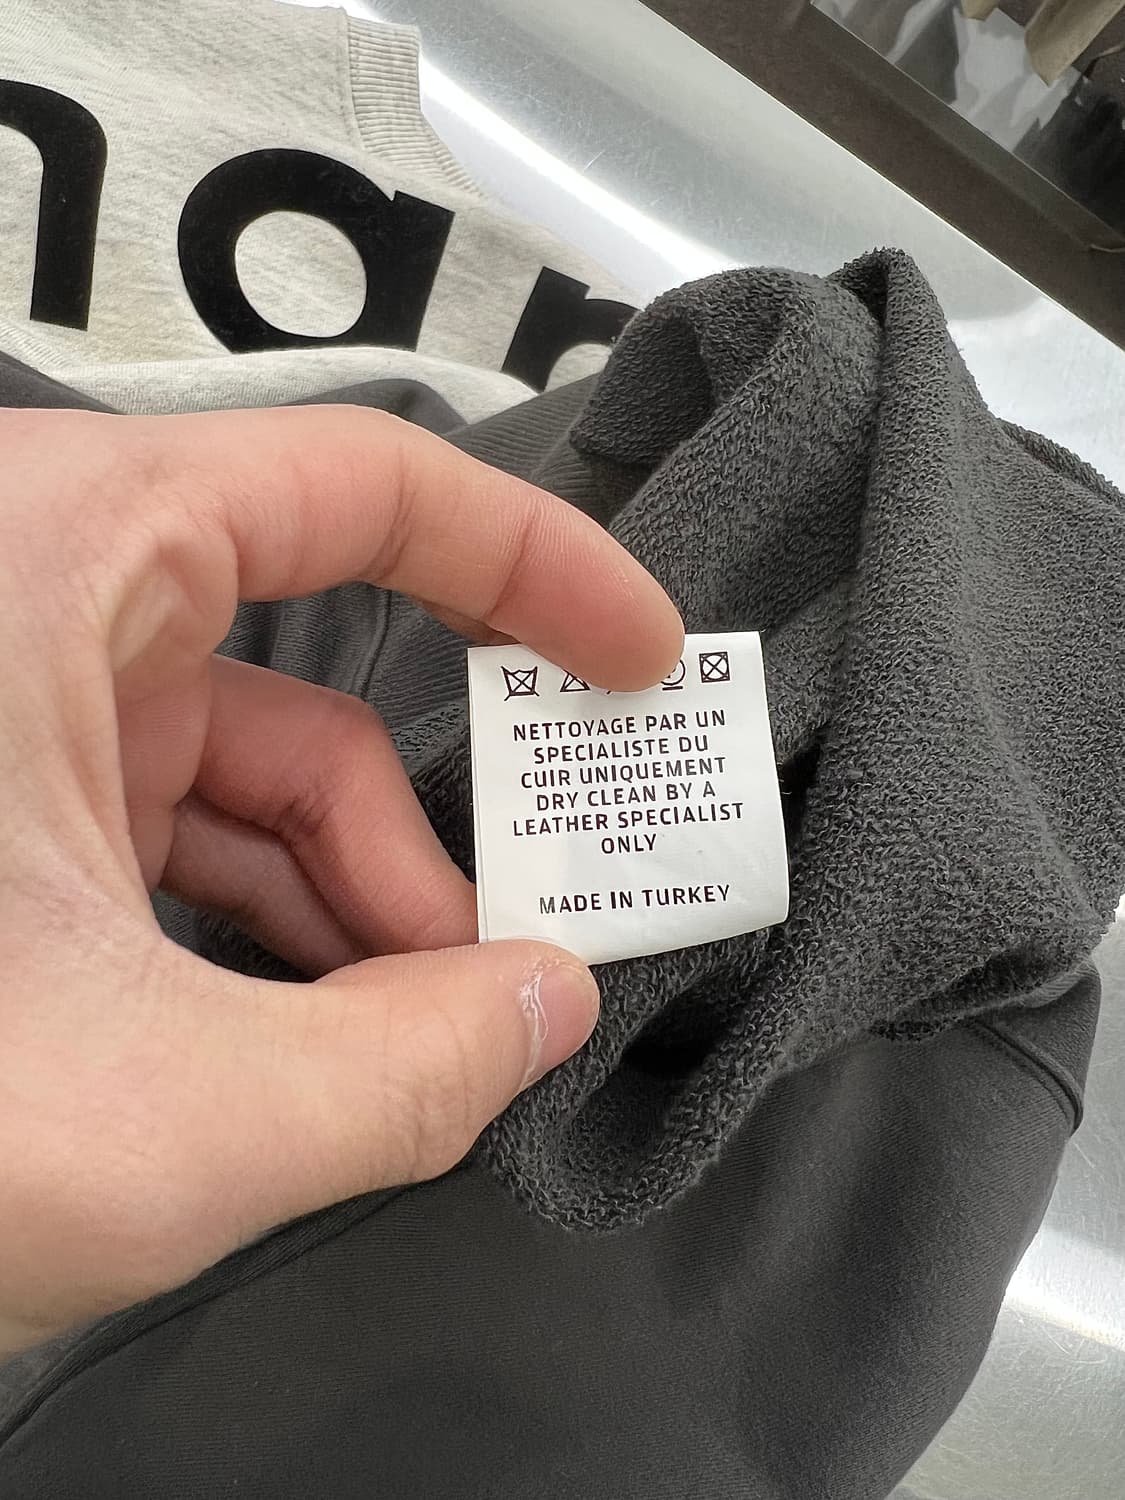 nar
NETTOYAGE PAR UN
SPECIALISTE DU
CUIR UNIQUEMENT
DRY CLEAN BY A
LEATHER SPECIALIST
ONLY
MADE IN TURKEY